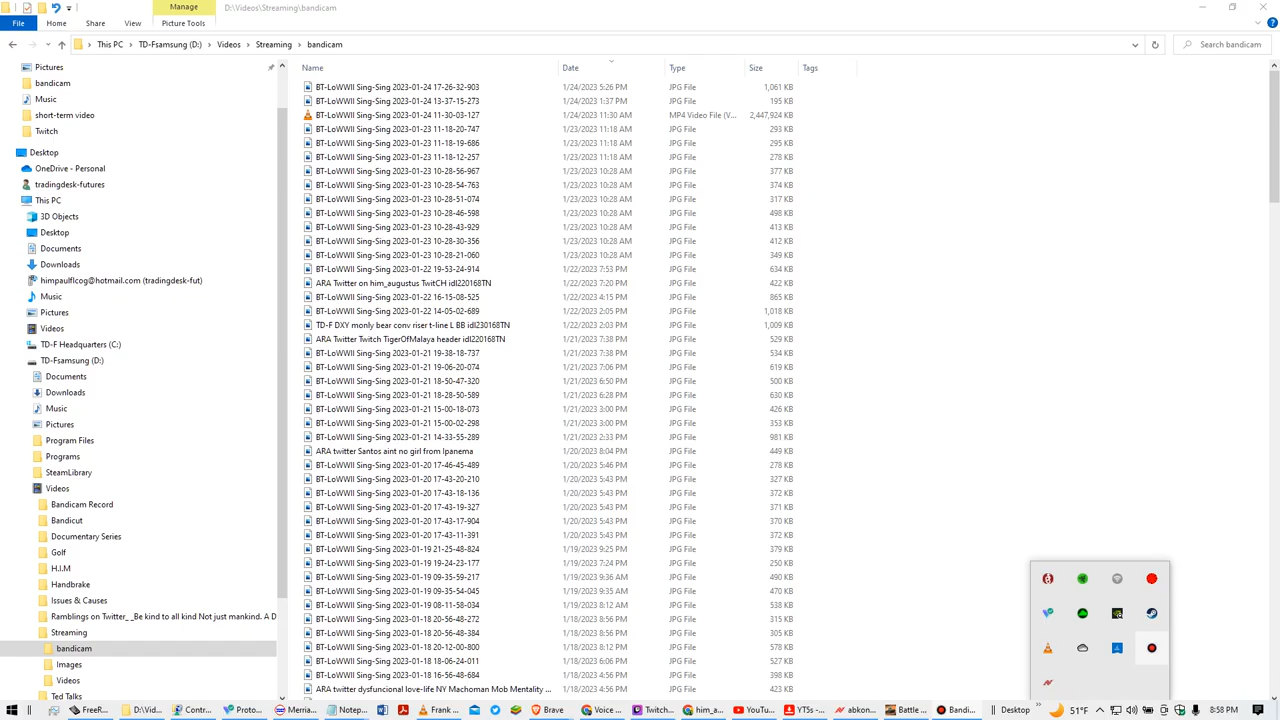 Manage
D:\Videos\Streaming\bandicam
File
Home
Share
View
Picture Tools
This PC
TD-Fsamsung (D:)
Videos
Streaming
bandicam
Search bandicam
Pictures
bandicam
Music
short-term video
Twitch
Desktop
OneDrive - Personal
tradingdesk-futures
This PC
3D Objects
Desktop
Documents
Downloads
himpaulflcog@hotmail.com (tradingdesk-fut)
Music
Pictures
Videos
TD-F Headquarters (C:)
TD-Fsamsung (D:)
Documents
Downloads
Music
Pictures
Program Files
Programs
SteamLibrary
Videos
Bandicam Record
Bandicut
Documentary Series
Golf
H.I.M
Handbrake
Issues & Causes
Ramblings on Twitter_ _Be kind to all kind Not just mankind. A D
Streaming
bandicam
Images
Videos
Ted Talks
Name Date Type Size Tags
BT-LoWWII Sing-Sing 2023-01-24 17-26-32-903 1/24/2023 5:26 PM JPG File 1,061 KB
BT-LoWWII Sing-Sing 2023-01-24 13-37-15-273 1/24/2023 1:37 PM JPG File 195 KB
BT-LoWWII Sing-Sing 2023-01-24 11-30-03-127 1/24/2023 11:30 AM MP4 Video File (V... 2,447,924 KB
BT-LoWWII Sing-Sing 2023-01-23 11-18-20-747 1/23/2023 11:18 AM JPG File 293 KB
BT-LoWWII Sing-Sing 2023-01-23 11-18-19-686 1/23/2023 11:18 AM JPG File 295 KB
BT-LoWWII Sing-Sing 2023-01-23 11-18-12-257 1/23/2023 11:18 AM JPG File 278 KB
BT-LoWWII Sing-Sing 2023-01-23 10-28-56-967 1/23/2023 10:28 AM JPG File 377 KB
BT-LoWWII Sing-Sing 2023-01-23 10-28-54-763 1/23/2023 10:28 AM JPG File 374 KB
BT-LoWWII Sing-Sing 2023-01-23 10-28-51-074 1/23/2023 10:28 AM JPG File 317 KB
BT-LoWWII Sing-Sing 2023-01-23 10-28-46-598 1/23/2023 10:28 AM JPG File 498 KB
BT-LoWWII Sing-Sing 2023-01-23 10-28-43-929 1/23/2023 10:28 AM JPG File 413 KB
BT-LoWWII Sing-Sing 2023-01-23 10-28-30-356 1/23/2023 10:28 AM JPG File 412 KB
BT-LoWWII Sing-Sing 2023-01-23 10-28-21-060 1/23/2023 10:28 AM JPG File 349 KB
BT-LoWWII Sing-Sing 2023-01-22 19-53-24-914 1/22/2023 7:53 PM JPG File 634 KB
ARA Twitter on him_augustus TwitCH idl220168TN 1/22/2023 7:20 PM JPG File 422 KB
BT-LoWWII Sing-Sing 2023-01-22 16-15-08-525 1/22/2023 4:15 PM JPG File 865 KB
BT-LoWWII Sing-Sing 2023-01-22 14-05-02-689 1/22/2023 2:05 PM JPG File 1,018 KB
TD-F DXY monly bear conv riser t-line L BB idl230168TN 1/22/2023 2:03 PM JPG File 1,009 KB
ARA Twitter Twitch TigerOfMalaya header idl220168TN 1/21/2023 7:38 PM JPG File 529 KB
BT-LoWWII Sing-Sing 2023-01-21 19-38-18-737 1/21/2023 7:38 PM JPG File 534 KB
BT-LoWWII Sing-Sing 2023-01-21 19-06-20-074 1/21/2023 7:06 PM JPG File 619 KB
BT-LoWWII Sing-Sing 2023-01-21 18-50-47-320 1/21/2023 6:50 PM JPG File 500 KB
BT-LoWWII Sing-Sing 2023-01-21 18-28-50-589 1/21/2023 6:28 PM JPG File 630 KB
BT-LoWWII Sing-Sing 2023-01-21 15-00-18-073 1/21/2023 3:00 PM JPG File 426 KB
BT-LoWWII Sing-Sing 2023-01-21 15-00-02-298 1/21/2023 3:00 PM JPG File 353 KB
BT-LoWWII Sing-Sing 2023-01-21 14-33-55-289 1/21/2023 2:33 PM JPG File 981 KB
ARA twitter Santos aint no girl from Ipanema 1/20/2023 8:04 PM JPG File 449 KB
BT-LoWWII Sing-Sing 2023-01-20 17-46-45-489 1/20/2023 5:46 PM JPG File 278 KB
BT-LoWWII Sing-Sing 2023-01-20 17-43-20-210 1/20/2023 5:43 PM JPG File 327 KB
BT-LoWWII Sing-Sing 2023-01-20 17-43-18-136 1/20/2023 5:43 PM JPG File 372 KB
BT-LoWWII Sing-Sing 2023-01-20 17-43-19-327 1/20/2023 5:43 PM JPG File 371 KB
BT-LoWWII Sing-Sing 2023-01-20 17-43-17-904 1/20/2023 5:43 PM JPG File 370 KB
BT-LoWWII Sing-Sing 2023-01-20 17-43-11-391 1/20/2023 5:43 PM JPG File 372 KB
BT-LoWWII Sing-Sing 2023-01-19 21-25-48-824 1/19/2023 9:25 PM JPG File 379 KB
BT-LoWWII Sing-Sing 2023-01-19 19-24-23-177 1/19/2023 7:24 PM JPG File 250 KB
BT-LoWWII Sing-Sing 2023-01-19 09-35-59-217 1/19/2023 9:36 AM JPG File 490 KB
BT-LoWWII Sing-Sing 2023-01-19 09-35-54-045 1/19/2023 9:35 AM JPG File 470 KB
BT-LoWWII Sing-Sing 2023-01-19 08-11-58-034 1/19/2023 8:12 AM JPG File 538 KB
BT-LoWWII Sing-Sing 2023-01-18 20-56-48-272 1/18/2023 8:56 PM JPG File 315 KB
BT-LoWWII Sing-Sing 2023-01-18 20-56-48-384 1/18/2023 8:56 PM JPG File 305 KB
BT-LoWWII Sing-Sing 2023-01-18 20-12-00-800 1/18/2023 8:12 PM JPG File 578 KB
BT-LoWWII Sing-Sing 2023-01-18 18-06-24-011 1/18/2023 6:06 PM JPG File 527 KB
BT-LoWWII Sing-Sing 2023-01-18 16-56-48-684 1/18/2023 4:56 PM JPG File 398 KB
ARA twitter dysfuncional love-life NY Machoman Mob Mentality ... 1/18/2023 4:56 PM JPG File 423 KB
FreeR...
D:\Vid...
Contr...
Proto...
Merria...
Notep...
Frank ...
Brave
Voice ...
Twitch...
him_a...
YouTu...
YT5s -...
abkon...
Battle ...
Bandi...
Desktop
51°F
8:58 PM